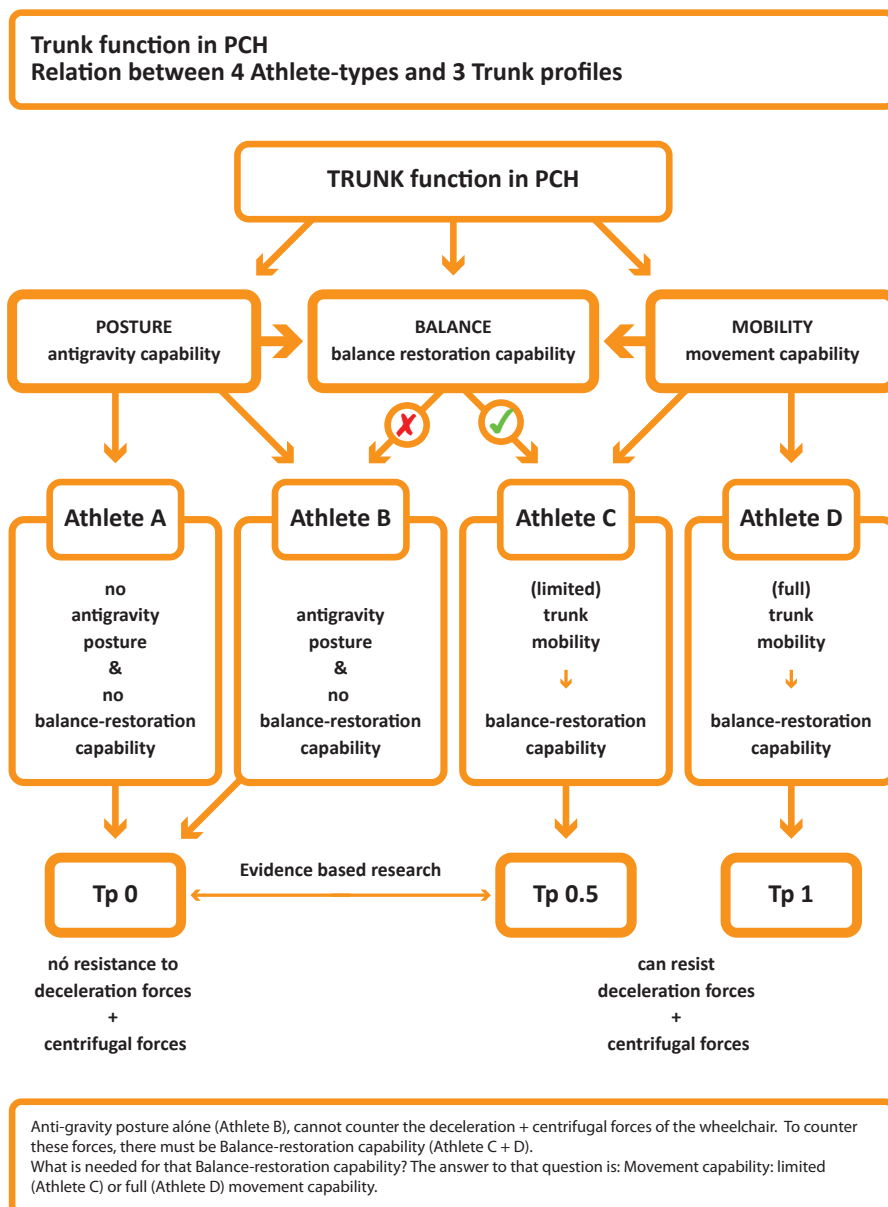 Trunk function in PCH
Relation between 4 Athlete-types and 3 Trunk profiles
TRUNK function in PCH
POSTURE
antigravity capability
BALANCE
balance restoration capability
MOBILITY
movement capability
Athlete A
no
antigravity
posture
&
no
balance-restoration
capability
Athlete B
antigravity
posture
&
no
balance-restoration
capability
Athlete C
(limited)
trunk
mobility
balance-restoration
capability
Athlete D
(full)
trunk
mobility
balance-restoration
capability
Tp 0
Evidence based research
Tp 0.5
Tp 1
nó resistance to
deceleration forces
+
centrifugal forces
can resist
deceleration forces
+
centrifugal forces
Anti-gravity posture alóne (Athlete B), cannot counter the deceleration + centrifugal forces of the wheelchair.  To counter
these forces, there must be Balance-restoration capability (Athlete C + D).
What is needed for that Balance-restoration capability? The answer to that question is: Movement capability: limited
(Athlete C) or full (Athlete D) movement capability.